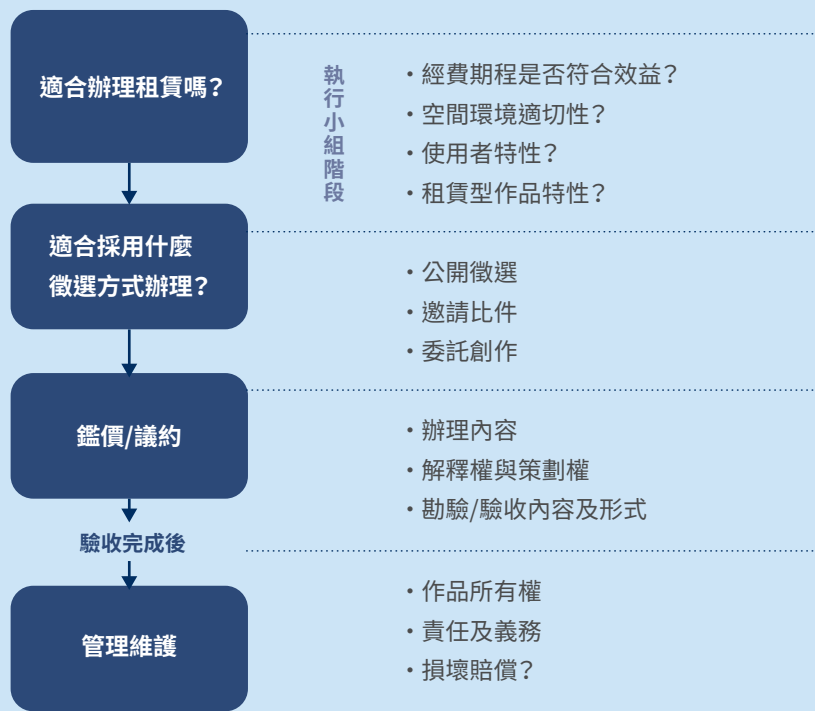 適合辦理租賃嗎？
執行小組階段
・經費期程是否符合效益？
・空間環境適切性？
・使用者特性？
・租賃型作品特性？
適合採用什麼
徵選方式辦理？
・公開徵選
・邀請比件
・委託創作
鑑價/議約
・辦理內容
・解釋權與策劃權
・勘驗/驗收內容及形式
驗收完成後
管理維護
・作品所有權
・責任及義務
・損壞賠償？